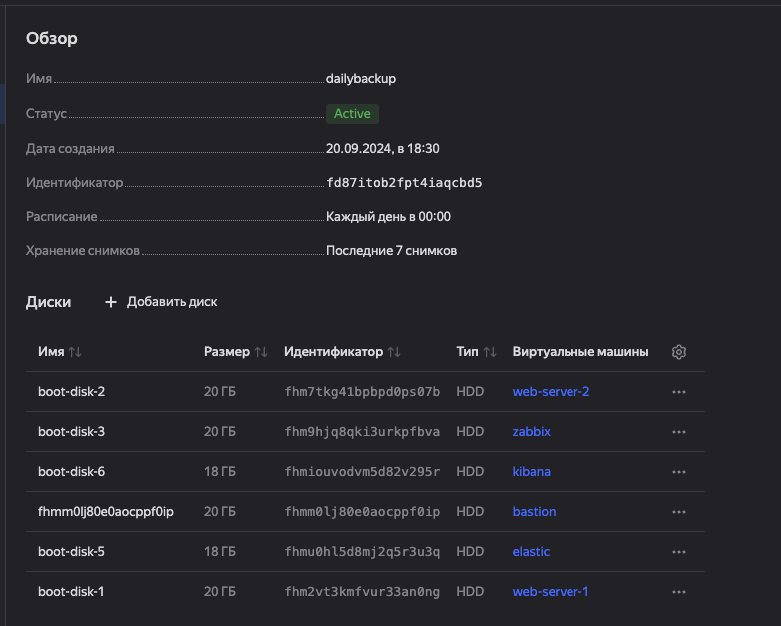 Обзор
Имя dailybackup
Статус Active
Дата создания 20.09.2024, в 18:30
Идентификатор fd87itob2fpt4iaqcbd5
Расписание Каждый день в 00:00
Хранение снимков Последние 7 снимков
Диски + Добавить диск
Имя Размер Идентификатор Тип Виртуальные машины
boot-disk-2 20 ГБ fhm7tkg41bpbpd0ps07b HDD web-server-2
boot-disk-3 20 ГБ fhm9hjq8qki3urkpfbva HDD zabbix
boot-disk-6 18 ГБ fhmiouvodvm5d82v295r HDD kibana
fhmm0lj80e0aocppf0ip 20 ГБ fhmm0lj80e0aocppf0ip HDD bastion
boot-disk-5 18 ГБ fhmu0hl5d8mj2q5r3u3q HDD elastic
boot-disk-1 20 ГБ fhm2vt3kmfvur33an0ng HDD web-server-1